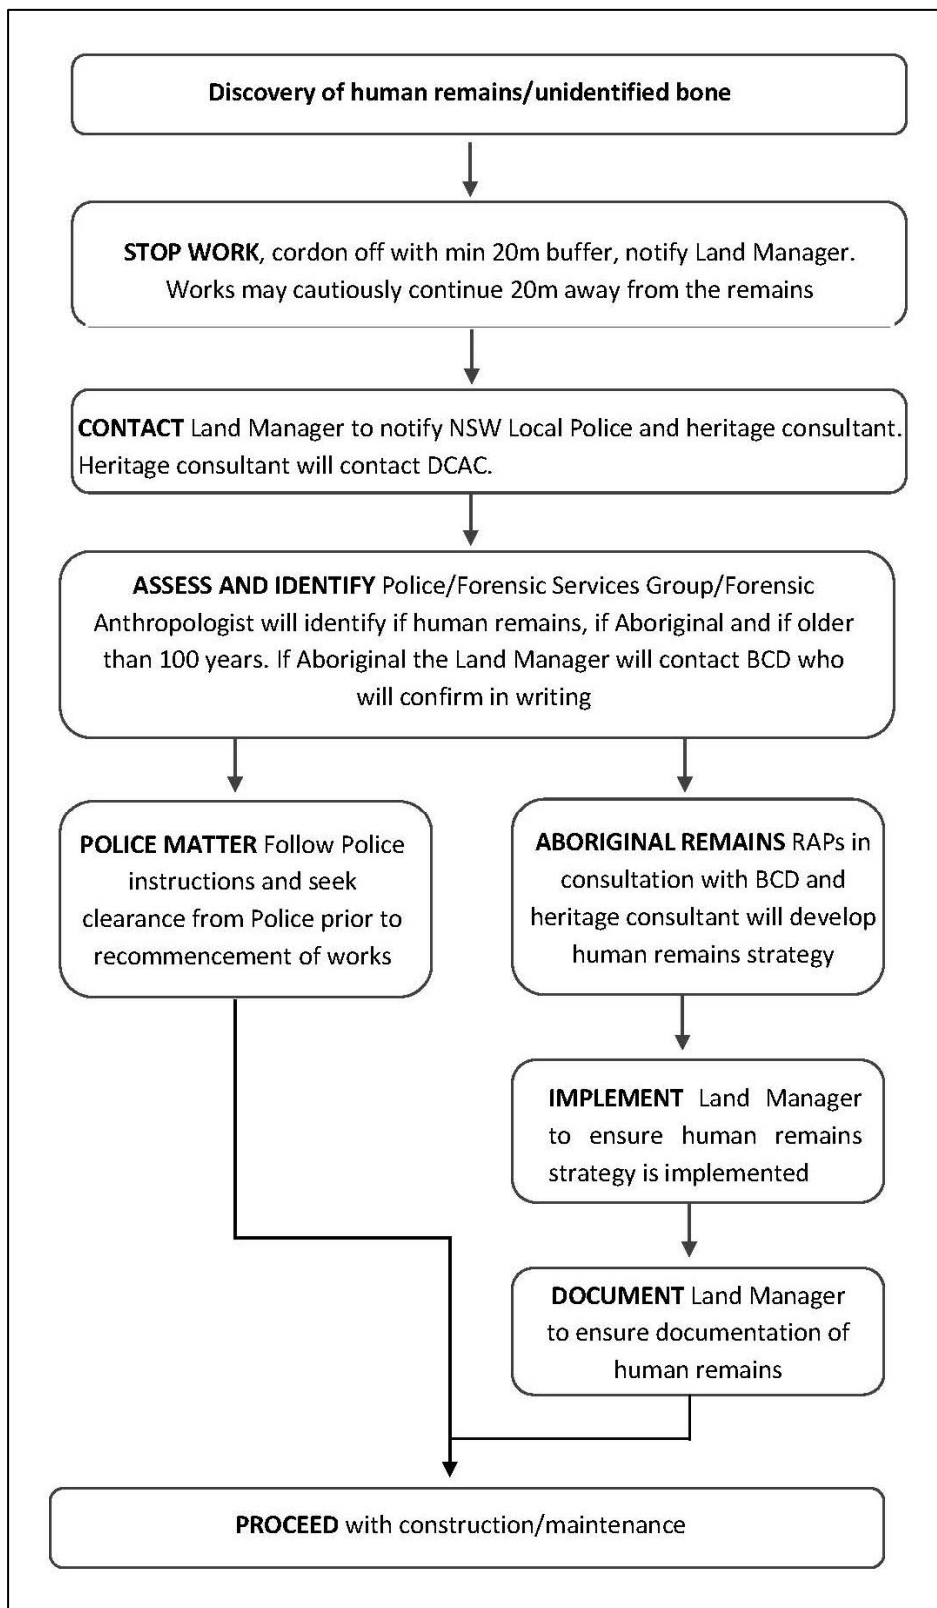 Discovery of human remains/unidentified bone
STOP WORK, cordon off with min 20m buffer, notify Land Manager.
Works may cautiously continue 20m away from the remains
CONTACT Land Manager to notify NSW Local Police and heritage consultant.
Heritage consultant will contact DCAC.
ASSESS AND IDENTIFY Police/Forensic Services Group/Forensic
Anthropologist will identify if human remains, if Aboriginal and if older
than 100 years. If Aboriginal the Land Manager will contact BCD who
will confirm in writing
POLICE MATTER Follow Police
instructions and seek
clearance from Police prior to
recommencement of works
ABORIGINAL REMAINS RAPs in
consultation with BCD and
heritage consultant will develop
human remains strategy
IMPLEMENT Land Manager
to ensure human remains
strategy is implemented
DOCUMENT Land Manager
to ensure documentation of
human remains
PROCEED with construction/maintenance